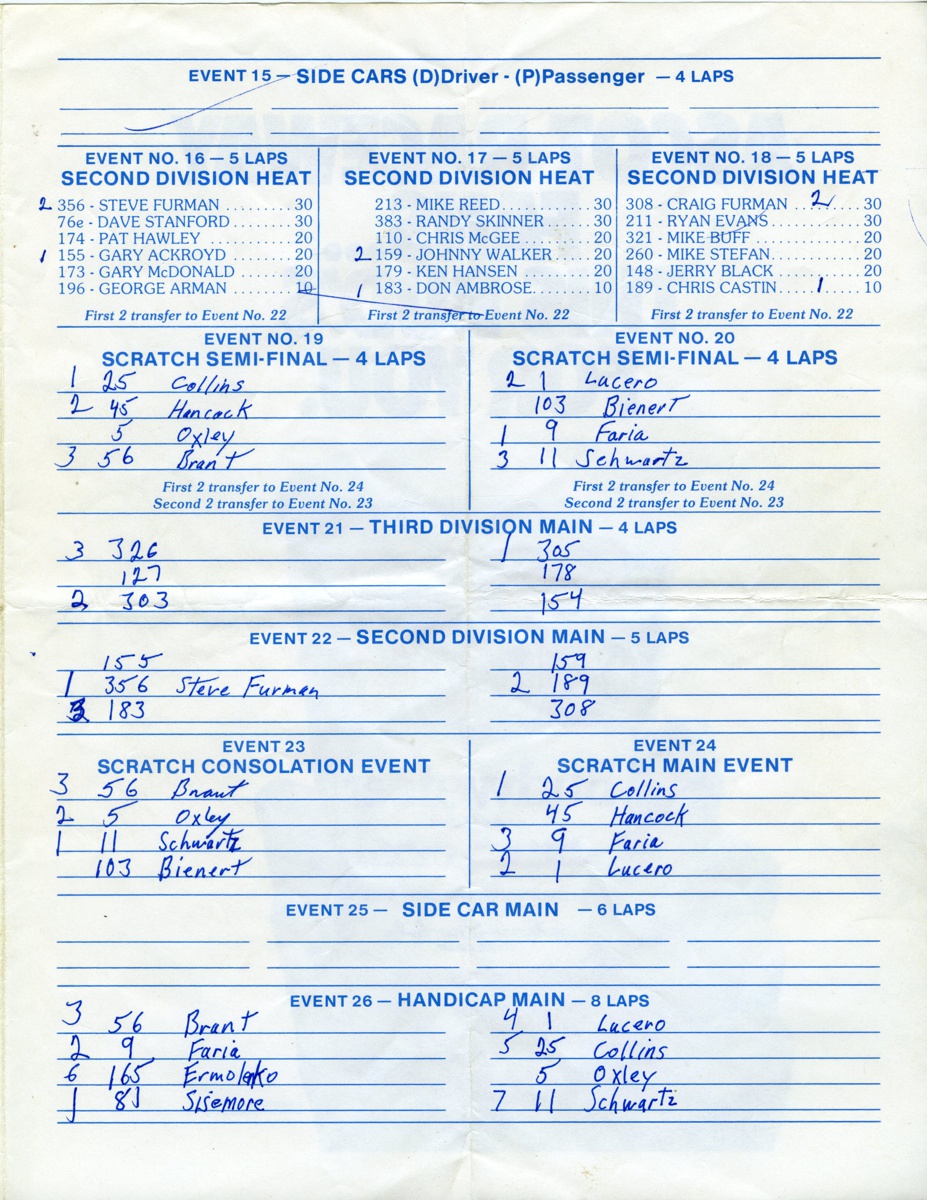 EVENT 15 — SIDE CARS (D)Driver - (P)Passenger — 4 LAPS
EVENT NO. 16 — 5 LAPS
SECOND DIVISION HEAT
2 356 - STEVE FURMAN .......... 30
76e - DAVE STANFORD .......... 30
174 - PAT HAWLEY .......... 20
1 155 - GARY ACKROYD .......... 20
173 - GARY McDONALD .......... 20
196 - GEORGE ARMAN .......... 10
First 2 transfer to Event No. 22
EVENT NO. 17 — 5 LAPS
SECOND DIVISION HEAT
213 - MIKE REED .......... 30
383 - RANDY SKINNER .......... 30
110 - CHRIS McGEE .......... 20
2 159 - JOHNNY WALKER .......... 20
179 - KEN HANSEN .......... 20
1 183 - DON AMBROSE .......... 10
First 2 transfer to Event No. 22
EVENT NO. 18 — 5 LAPS
SECOND DIVISION HEAT
308 - CRAIG FURMAN .... 2 .... 30
211 - RYAN EVANS .......... 30
321 - MIKE BUFF .......... 20
260 - MIKE STEFAN .......... 20
148 - JERRY BLACK .......... 20
189 - CHRIS CASTIN .... 1 .... 10
First 2 transfer to Event No. 22
EVENT NO. 19
SCRATCH SEMI-FINAL — 4 LAPS
1 25 Collins
2 45 Hancock
5 Oxley
3 56 Brant
First 2 transfer to Event No. 24
Second 2 transfer to Event No. 23
EVENT NO. 20
SCRATCH SEMI-FINAL — 4 LAPS
2 1 Lucero
103 Bienert
1 9 Faria
3 11 Schwartz
First 2 transfer to Event No. 24
Second 2 transfer to Event No. 23
EVENT 21 — THIRD DIVISION MAIN — 4 LAPS
3 326
127
2 303
1 305
178
154
EVENT 22 — SECOND DIVISION MAIN — 5 LAPS
155
1 356 Steve Furman
3 183
159
2 189
308
EVENT 23
SCRATCH CONSOLATION EVENT
3 56 Brant
2 5 Oxley
1 11 Schwartz
103 Bienert
EVENT 24
SCRATCH MAIN EVENT
1 25 Collins
45 Hancock
3 9 Faria
2 1 Lucero
EVENT 25 — SIDE CAR MAIN — 6 LAPS
EVENT 26 — HANDICAP MAIN — 8 LAPS
3 56 Brant
2 9 Faria
6 165 Ermolenko
1 81 Sisemore
4 1 Lucero
5 25 Collins
5 Oxley
7 11 Schwartz